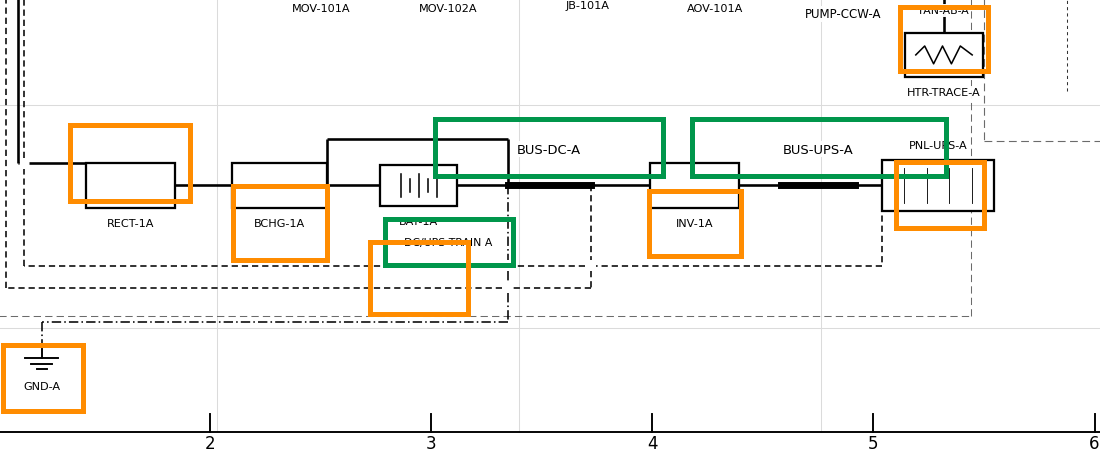 MOV-101A MOV-102A JB-101A AOV-101A PUMP-CCW-A FAN-AB-A
HTR-TRACE-A
BUS-DC-A BUS-UPS-A PNL-UPS-A
RECT-1A BCHG-1A BAT-1A INV-1A
DC/UPS TRAIN A
GND-A
2 3 4 5 6